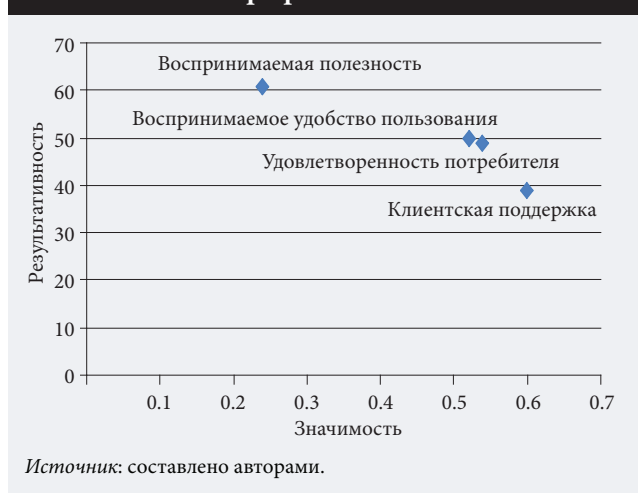 70
Воспринимаемая полезность
60
Воспринимаемое удобство пользования
50
Удовлетворенность потребителя
40
Клиентская поддержка
30
20
10
0
Результативность
0.1 0.2 0.3 0.4 0.5 0.6 0.7
Значимость
Источник: составлено авторами.